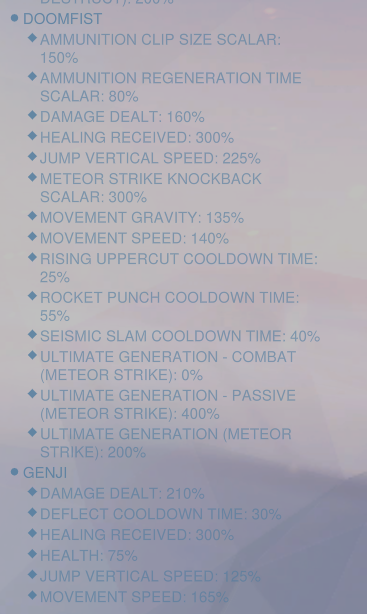 DESTRUCT): 200%
DOOMFIST
AMMUNITION CLIP SIZE SCALAR:
150%
AMMUNITION REGENERATION TIME
SCALAR: 80%
DAMAGE DEALT: 160%
HEALING RECEIVED: 300%
JUMP VERTICAL SPEED: 225%
METEOR STRIKE KNOCKBACK
SCALAR: 300%
MOVEMENT GRAVITY: 135%
MOVEMENT SPEED: 140%
RISING UPPERCUT COOLDOWN TIME:
25%
ROCKET PUNCH COOLDOWN TIME:
55%
SEISMIC SLAM COOLDOWN TIME: 40%
ULTIMATE GENERATION - COMBAT
(METEOR STRIKE): 0%
ULTIMATE GENERATION - PASSIVE
(METEOR STRIKE): 400%
ULTIMATE GENERATION (METEOR
STRIKE): 200%
GENJI
DAMAGE DEALT: 210%
DEFLECT COOLDOWN TIME: 30%
HEALING RECEIVED: 300%
HEALTH: 75%
JUMP VERTICAL SPEED: 125%
MOVEMENT SPEED: 165%